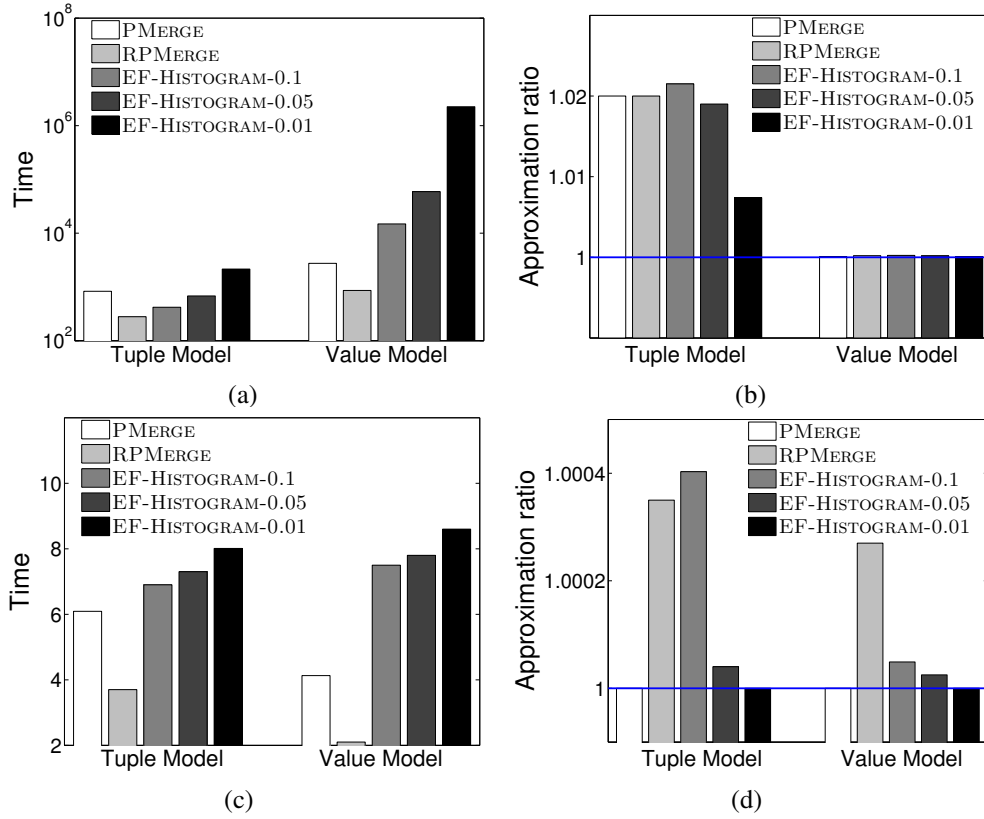 10^8
10^6
10^4
10^2
Time
PMERGE
RPMERGE
EF-HISTOGRAM-0.1
EF-HISTOGRAM-0.05
EF-HISTOGRAM-0.01
Tuple Model
Value Model
(a)
1.02
1.01
1
Approximation ratio
PMERGE
RPMERGE
EF-HISTOGRAM-0.1
EF-HISTOGRAM-0.05
EF-HISTOGRAM-0.01
Tuple Model
Value Model
(b)
10
8
6
4
2
Time
PMERGE
RPMERGE
EF-HISTOGRAM-0.1
EF-HISTOGRAM-0.05
EF-HISTOGRAM-0.01
Tuple Model
Value Model
(c)
1.0004
1.0002
1
Approximation ratio
PMERGE
RPMERGE
EF-HISTOGRAM-0.1
EF-HISTOGRAM-0.05
EF-HISTOGRAM-0.01
Tuple Model
Value Model
(d)